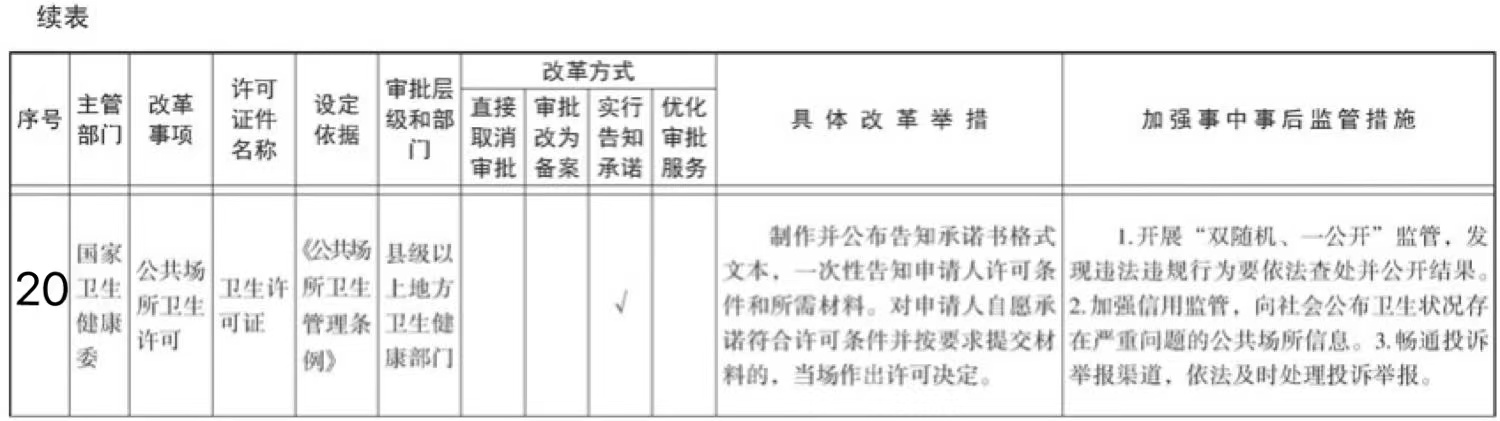 续表
序号
主管
部门
改革
事项
许可
证件
名称
设定
依据
审批层
级和部
门
改革方式
直接
取消
审批
审批
改为
备案
实行
告知
承诺
优化
审批
服务
具体改革举措
加强事中事后监管措施
20
国家
卫生
健康
委
公共场
所卫生
许可
卫生许
可证
《公共场
所卫生
管理条
例》
县级以
上地方
卫生健
康部门
√
制作并公布告知承诺书格式
文本，一次性告知申请人许可条
件和所需材料。对申请人自愿承
诺符合许可条件并按要求提交材
料的，当场作出许可决定。
1.开展“双随机、一公开”监管，发
现违法违规行为要依法查处并公开结果。
2.加强信用监管，向社会公布卫生状况存
在严重问题的公共场所信息。3.畅通投诉
举报渠道，依法及时处理投诉举报。